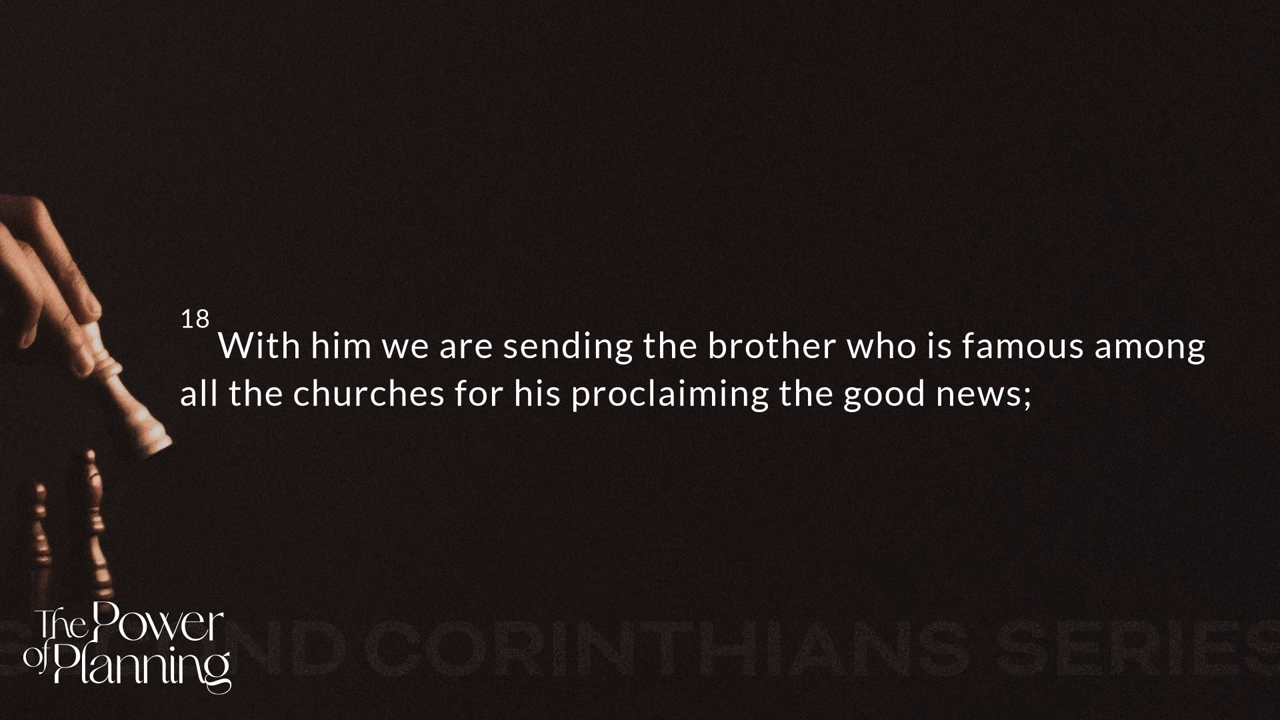 18
With him we are sending the brother who is famous among
all the churches for his proclaiming the good news;
The Power
of Planning
ND CORINTHIANS SERIES